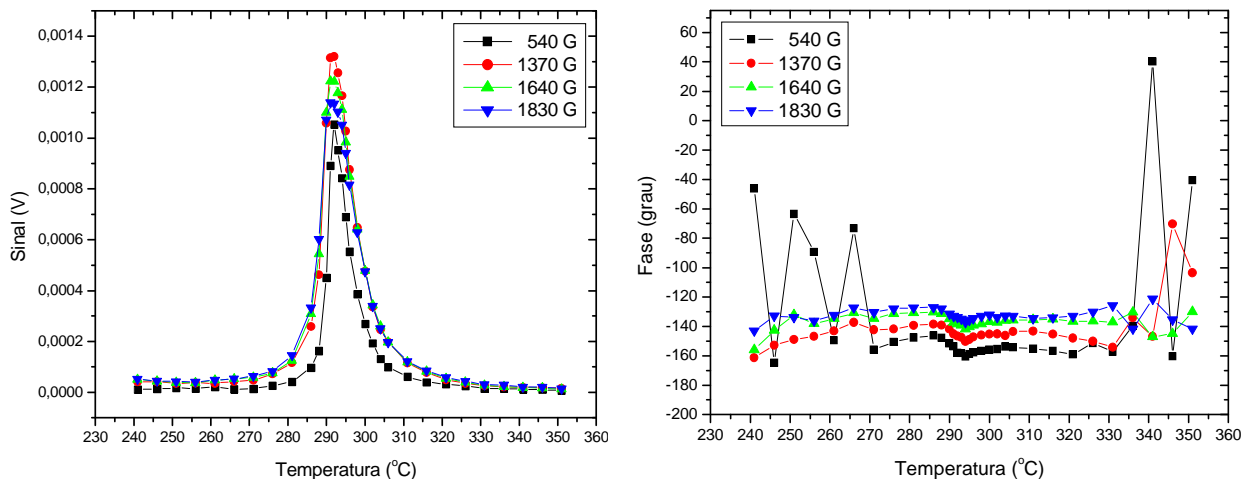 0,0014
0,0012
0,0010
0,0008
0,0006
0,0004
0,0002
0,0000
Sinal (V)
230 240 250 260 270 280 290 300 310 320 330 340 350 360
Temperatura (°C)
540 G
1370 G
1640 G
1830 G
60
40
20
0
-20
-40
-60
-80
-100
-120
-140
-160
-180
-200
Fase (grau)
230 240 250 260 270 280 290 300 310 320 330 340 350 360
Temperatura (°C)
540 G
1370 G
1640 G
1830 G